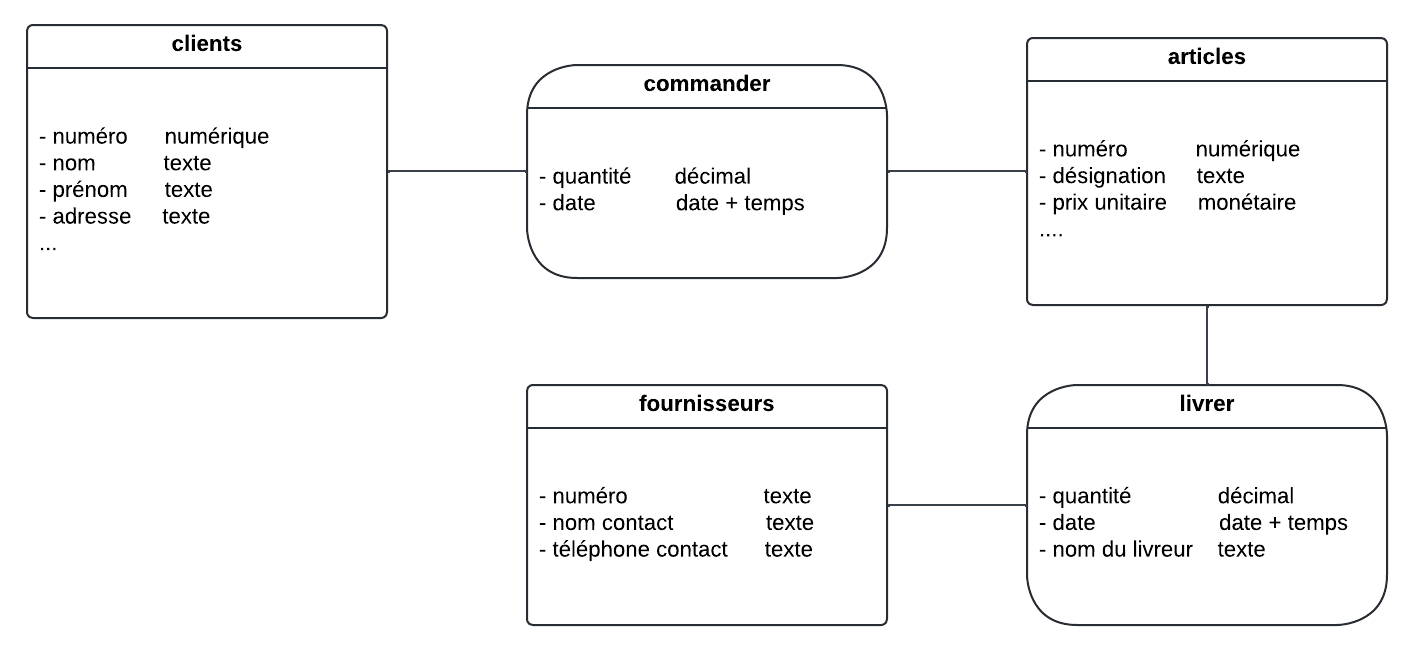 clients
- numéro numérique
- nom texte
- prénom texte
- adresse texte
...
commander
- quantité décimal
- date date + temps
articles
- numéro numérique
- désignation texte
- prix unitaire monétaire
....
fournisseurs
- numéro texte
- nom contact texte
- téléphone contact texte
livrer
- quantité décimal
- date date + temps
- nom du livreur texte